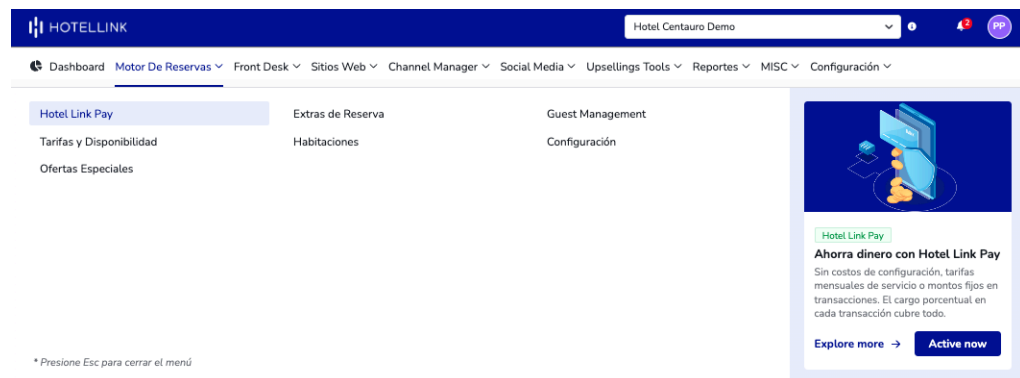 HOTELLINK
Hotel Centauro Demo
2
PP
Dashboard Motor De Reservas Front Desk Sitios Web Channel Manager Social Media Upsellings Tools Reportes MISC Configuración
Hotel Link Pay Extras de Reserva Guest Management
Tarifas y Disponibilidad Habitaciones Configuración
Ofertas Especiales
Hotel Link Pay
Ahorra dinero con Hotel Link Pay
Sin costos de configuración, tarifas
mensuales de servicio o montos fijos en
transacciones. El cargo porcentual en
cada transacción cubre todo.
Explore more → Active now
* Presione Esc para cerrar el menú